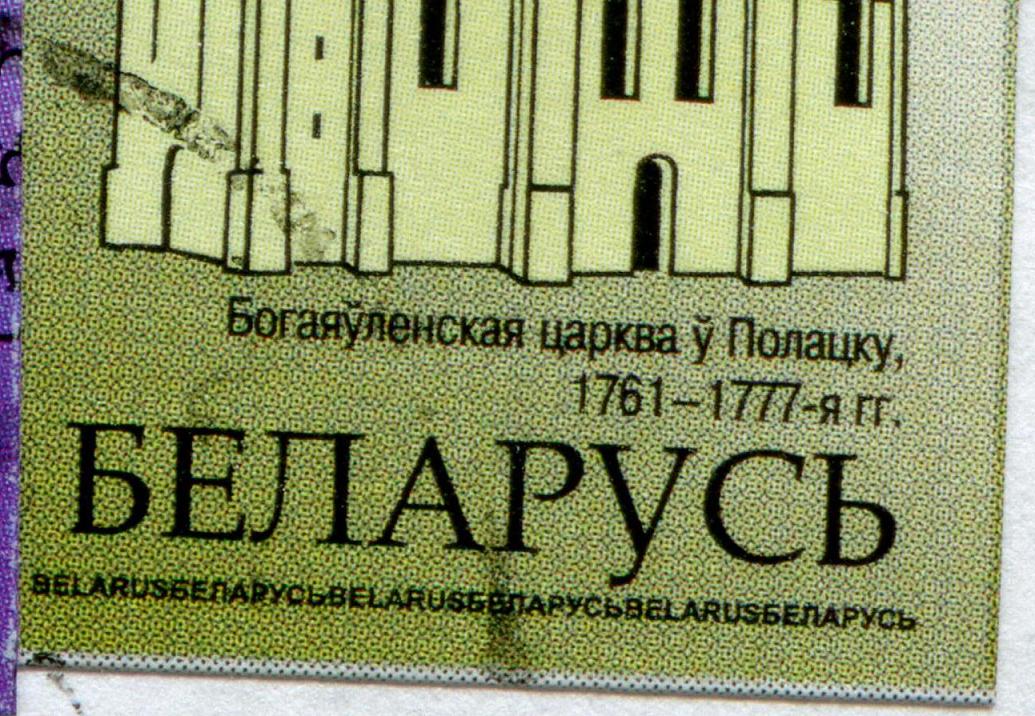 Богаяўленская царква ў Полацку,
1761–1777-я гг.
БЕЛАРУСЬ
BELARUSБЕЛАРУСЬBELARUSБЕЛАРУСЬBELARUSБЕЛАРУСЬ